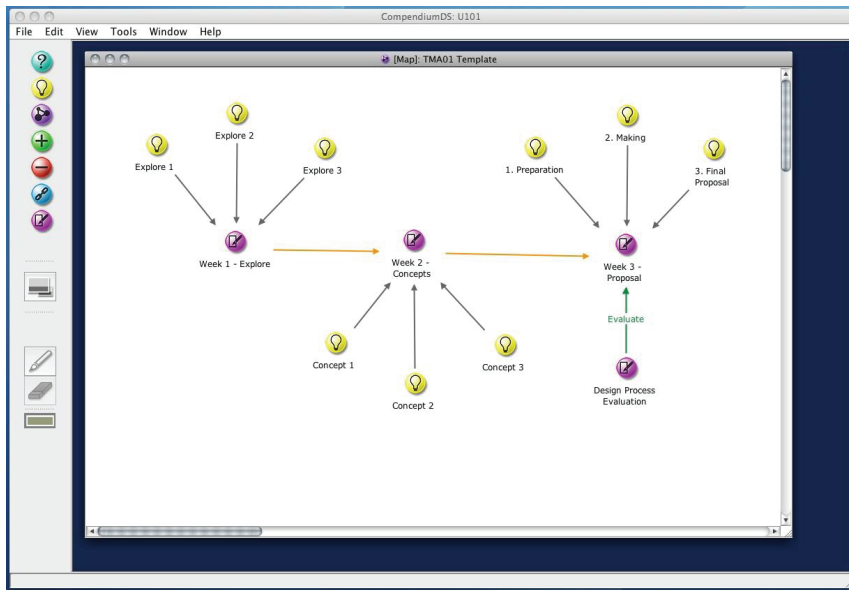 CompendiumDS: U101
File Edit View Tools Window Help
[Map]: TMA01 Template
Explore 1
Explore 2
Explore 3
1. Preparation
2. Making
3. Final
Proposal
Week 1 - Explore
Week 2 -
Concepts
Week 3 -
Proposal
Evaluate
Concept 1
Concept 2
Concept 3
Design Process
Evaluation